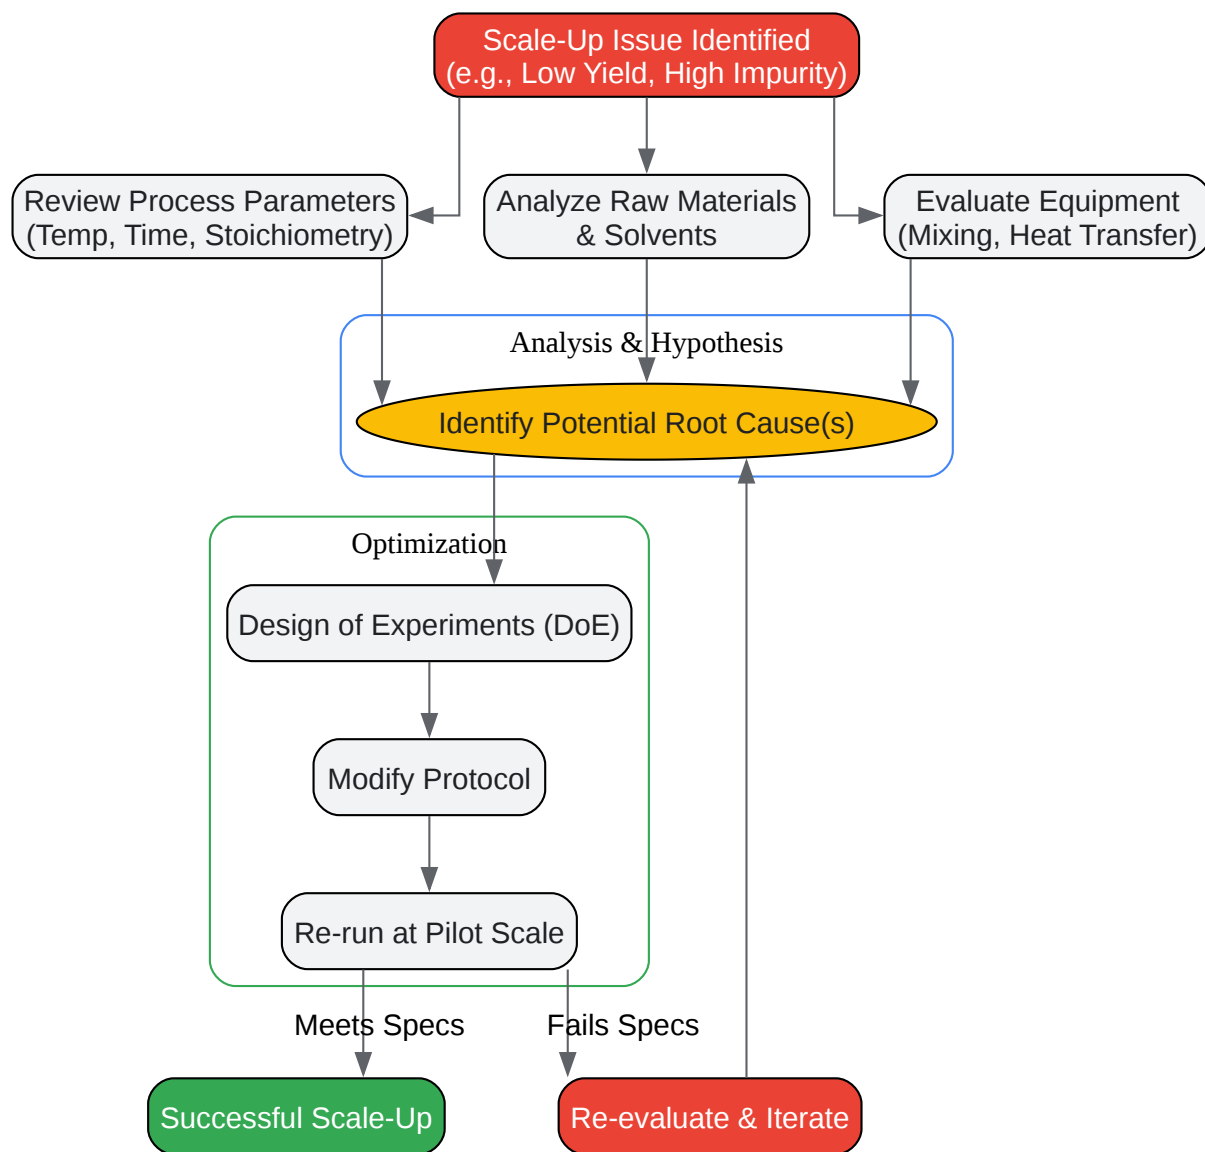 Scale-Up Issue Identified
(e.g., Low Yield, High Impurity)
Review Process Parameters
(Temp, Time, Stoichiometry)
Analyze Raw Materials
& Solvents
Evaluate Equipment
(Mixing, Heat Transfer)
Analysis & Hypothesis
Identify Potential Root Cause(s)
Optimization
Design of Experiments (DoE)
Modify Protocol
Re-run at Pilot Scale
Meets Specs
Fails Specs
Successful Scale-Up
Re-evaluate & Iterate